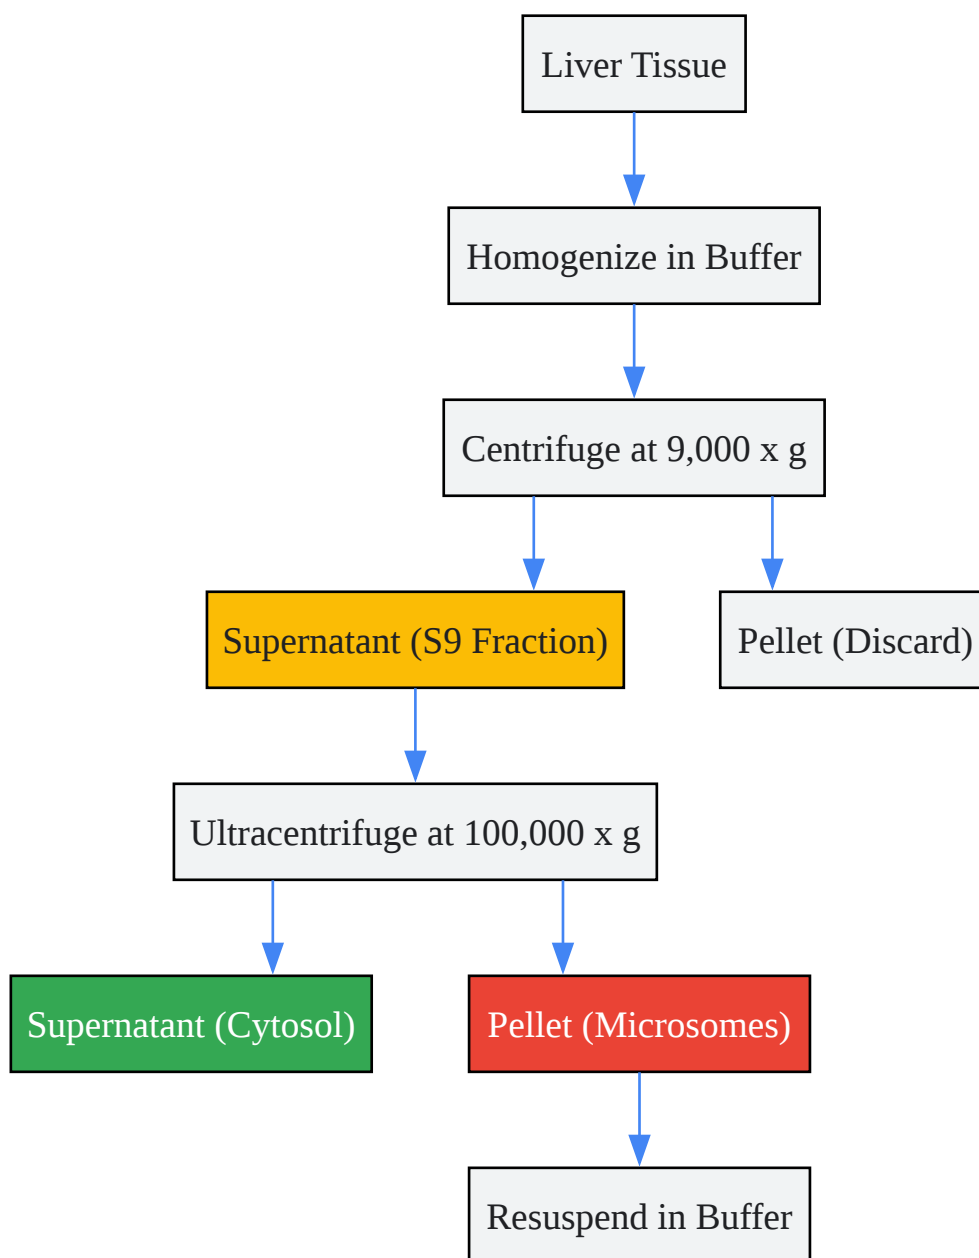 Liver Tissue
Homogenize in Buffer
Centrifuge at 9,000 x g
Supernatant (S9 Fraction)
Pellet (Discard)
Ultracentrifuge at 100,000 x g
Supernatant (Cytosol)
Pellet (Microsomes)
Resuspend in Buffer